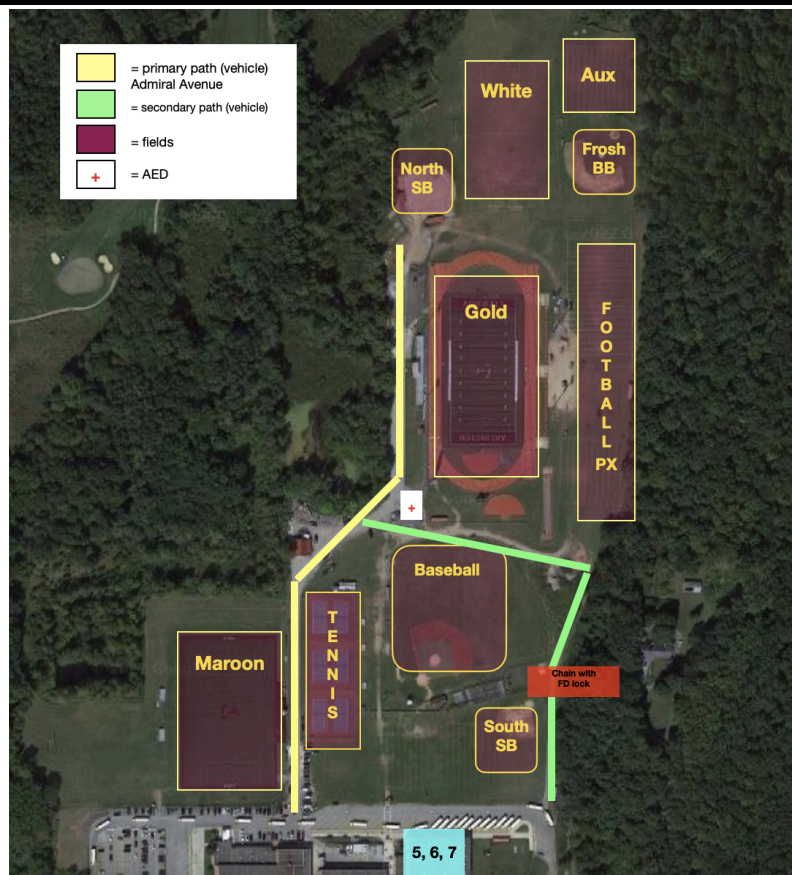 = primary path (vehicle)
Admiral Avenue
= secondary path (vehicle)
= fields
+ = AED
Aux
White
Frosh
BB
North
SB
Gold
F
O
O
T
B
A
L
L
PX
+
Baseball
T
E
N
N
I
S
Maroon
Chain with
FD lock
South
SB
5, 6, 7